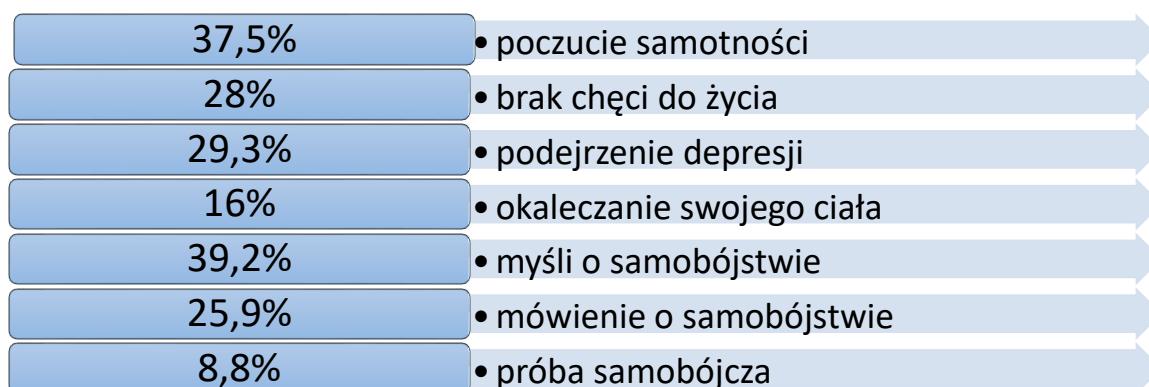 37,5% • poczucie samotności
28% • brak chęci do życia
29,3% • podejrzenie depresji
16% • okaleczanie swojego ciała
39,2% • myśli o samobójstwie
25,9% • mówienie o samobójstwie
8,8% • próba samobójcza